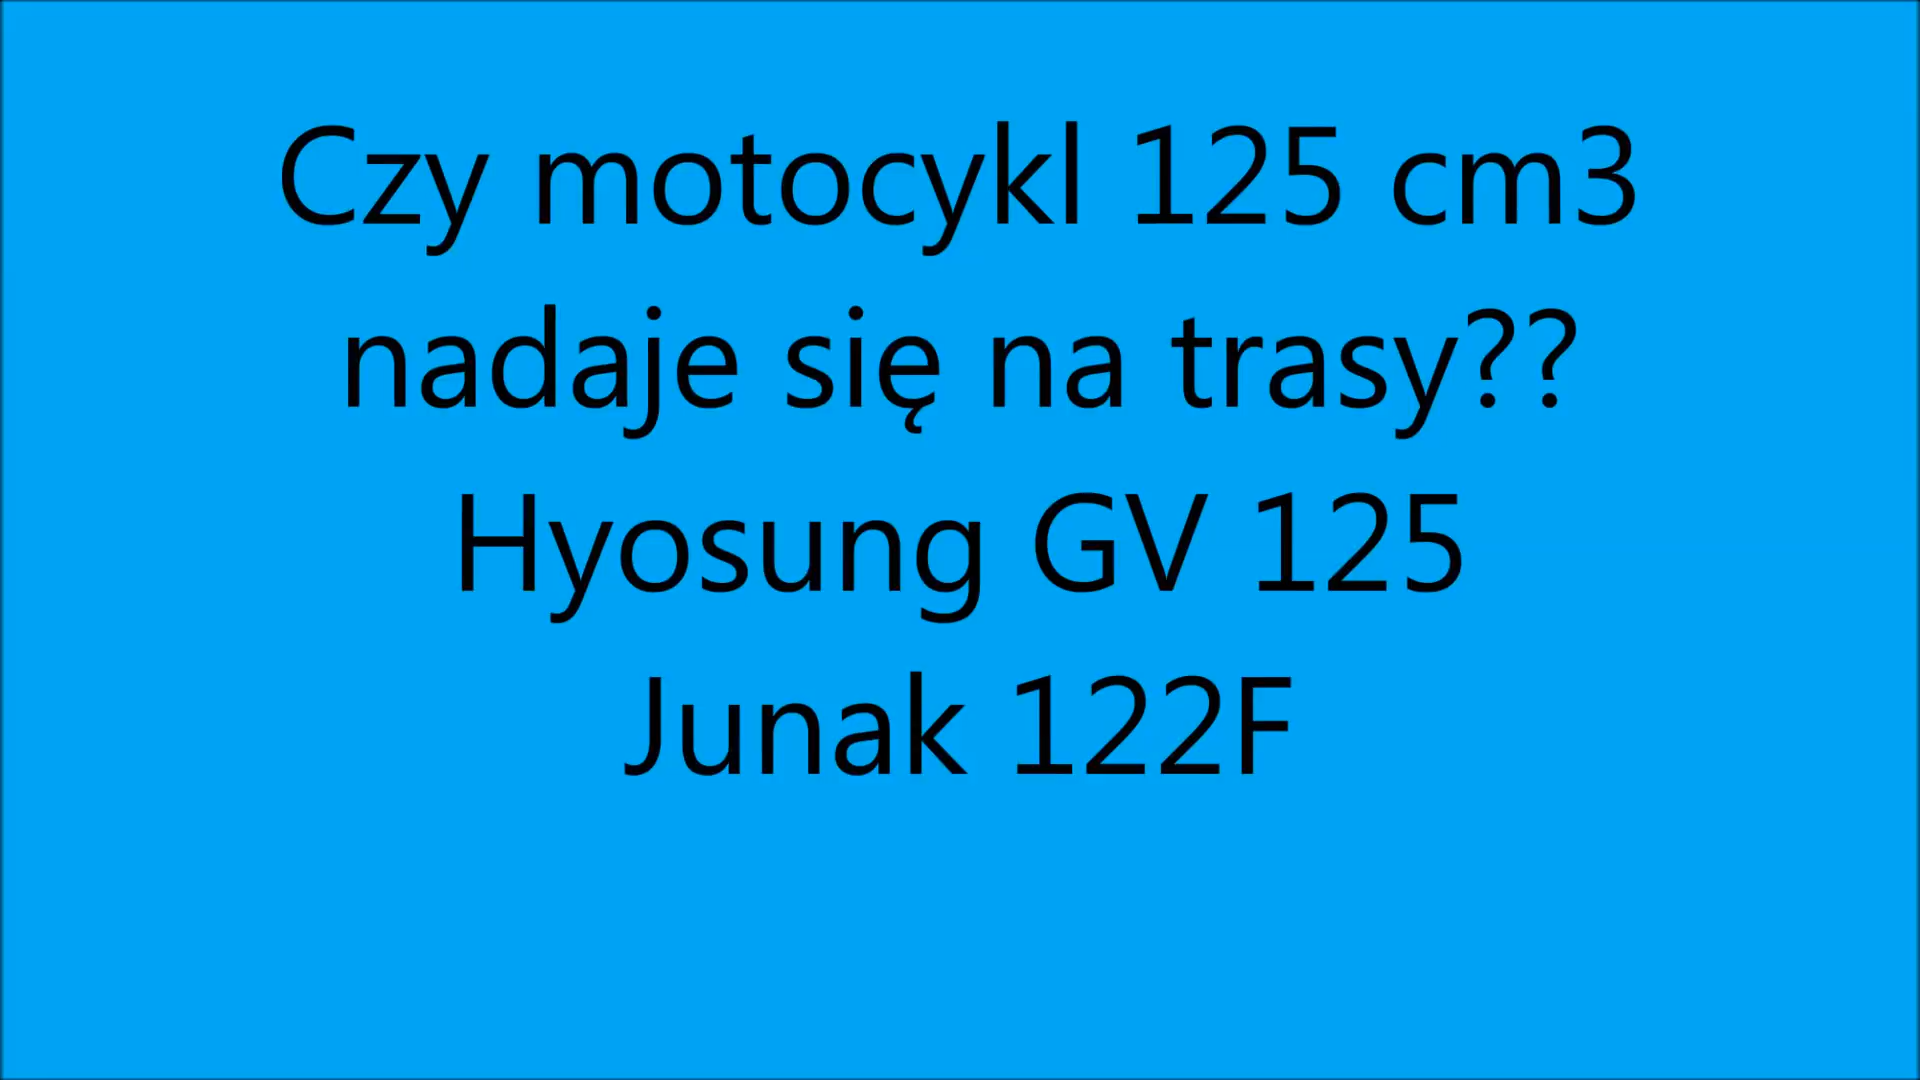 Czy motocykl 125 cm3
nadaje się na trasy??
Hyosung GV 125
Junak 122F